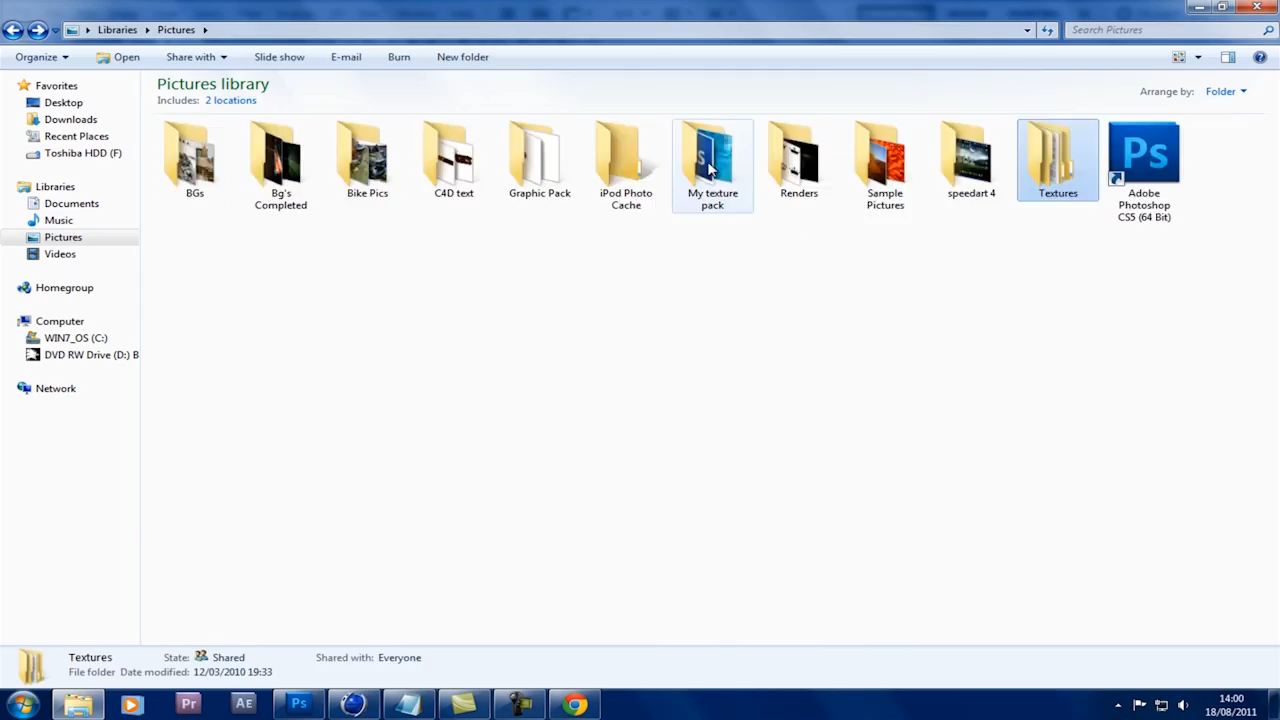 Libraries Pictures
Search Pictures
Organize Open Share with Slide show E-mail Burn New folder
Pictures library
Includes: 2 locations
Arrange by: Folder
Favorites
Desktop
Downloads
Recent Places
Toshiba HDD (F)
Libraries
Documents
Music
Pictures
Videos
Homegroup
Computer
WIN7_OS (C:)
DVD RW Drive (D:) B
Network
BGs
Bg's
Completed
Bike Pics
C4D text
Graphic Pack
iPod Photo
Cache
S
My texture
pack
Renders
Sample
Pictures
speedart 4
Textures
Ps
Adobe
Photoshop
CS5 (64 Bit)
Textures State: Shared Shared with: Everyone
File folder Date modified: 12/03/2010 19:33
Pr AE Ps
14:00
18/08/2011